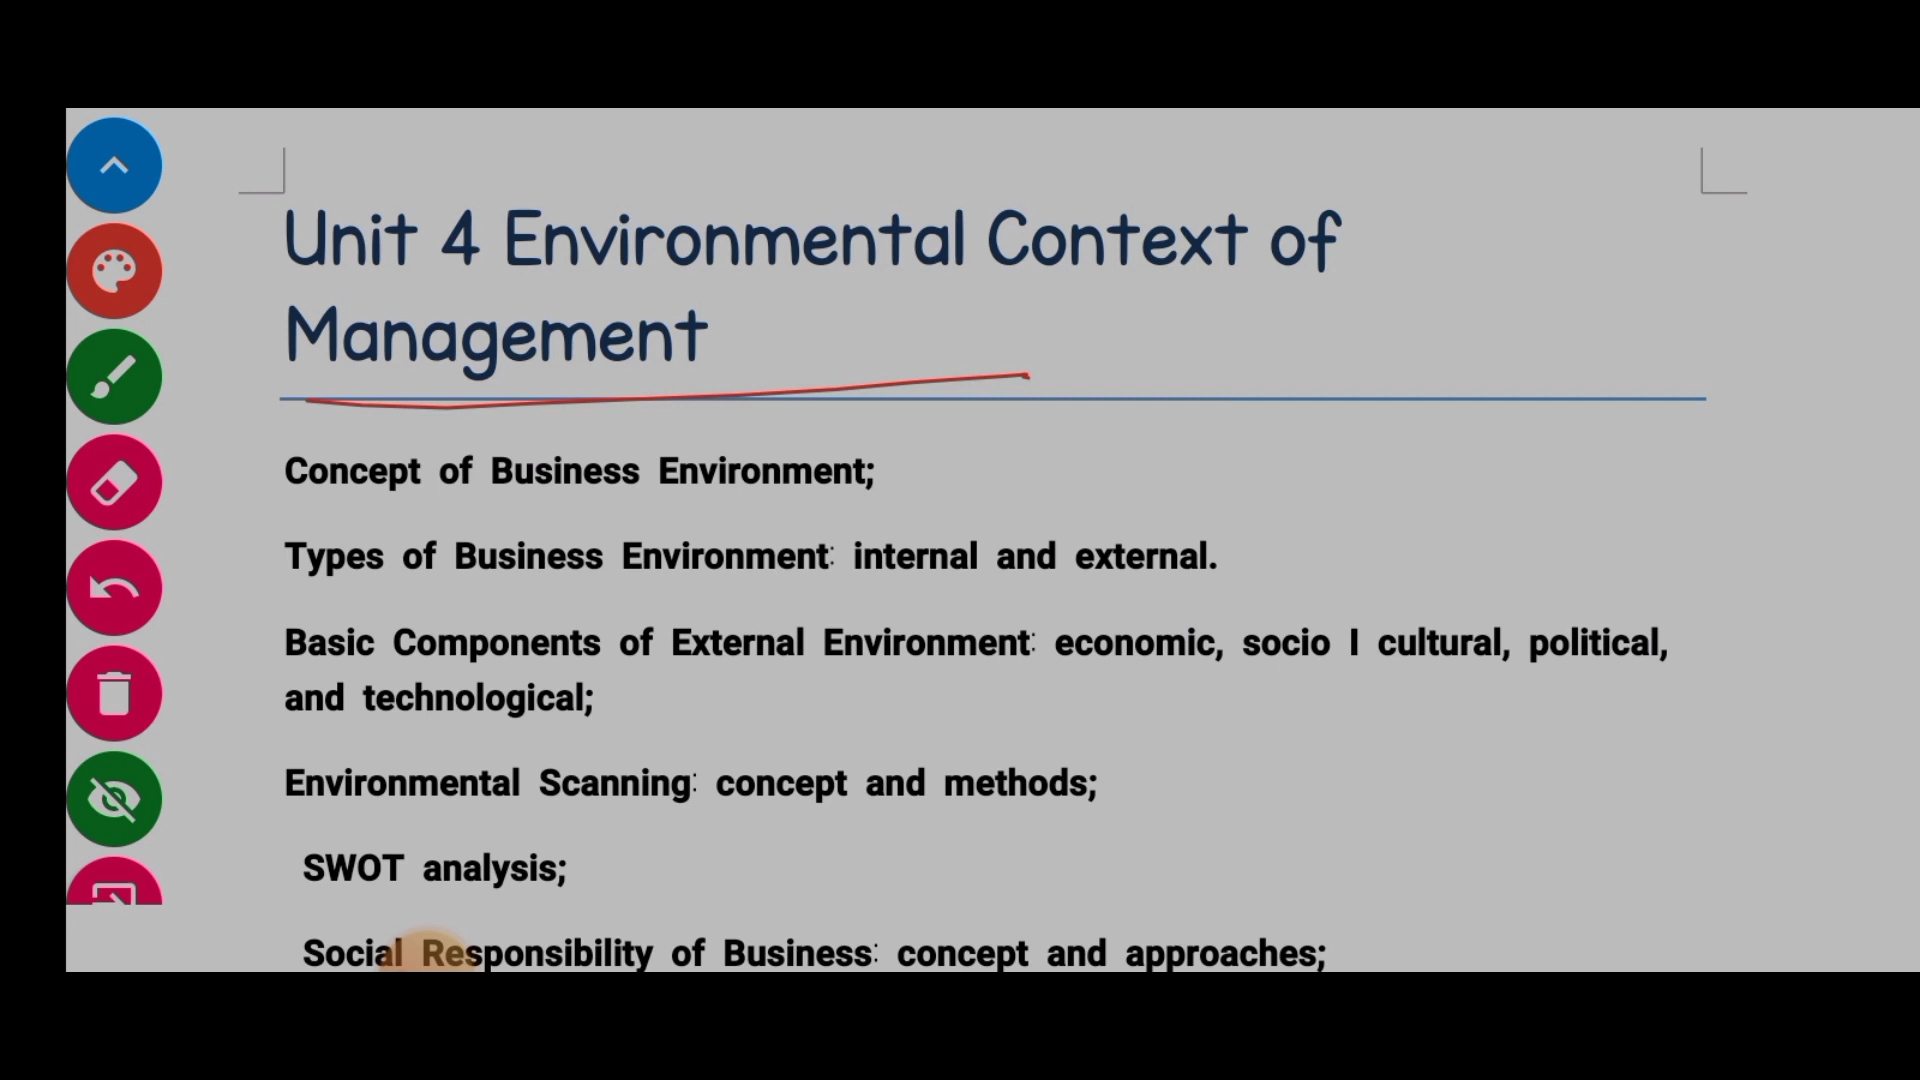 Unit 4 Environmental Context of
Management
Concept of Business Environment;
Types of Business Environment: internal and external.
Basic Components of External Environment: economic, socio I cultural, political,
and technological;
Environmental Scanning: concept and methods;
SWOT analysis;
Social Responsibility of Business: concept and approaches;